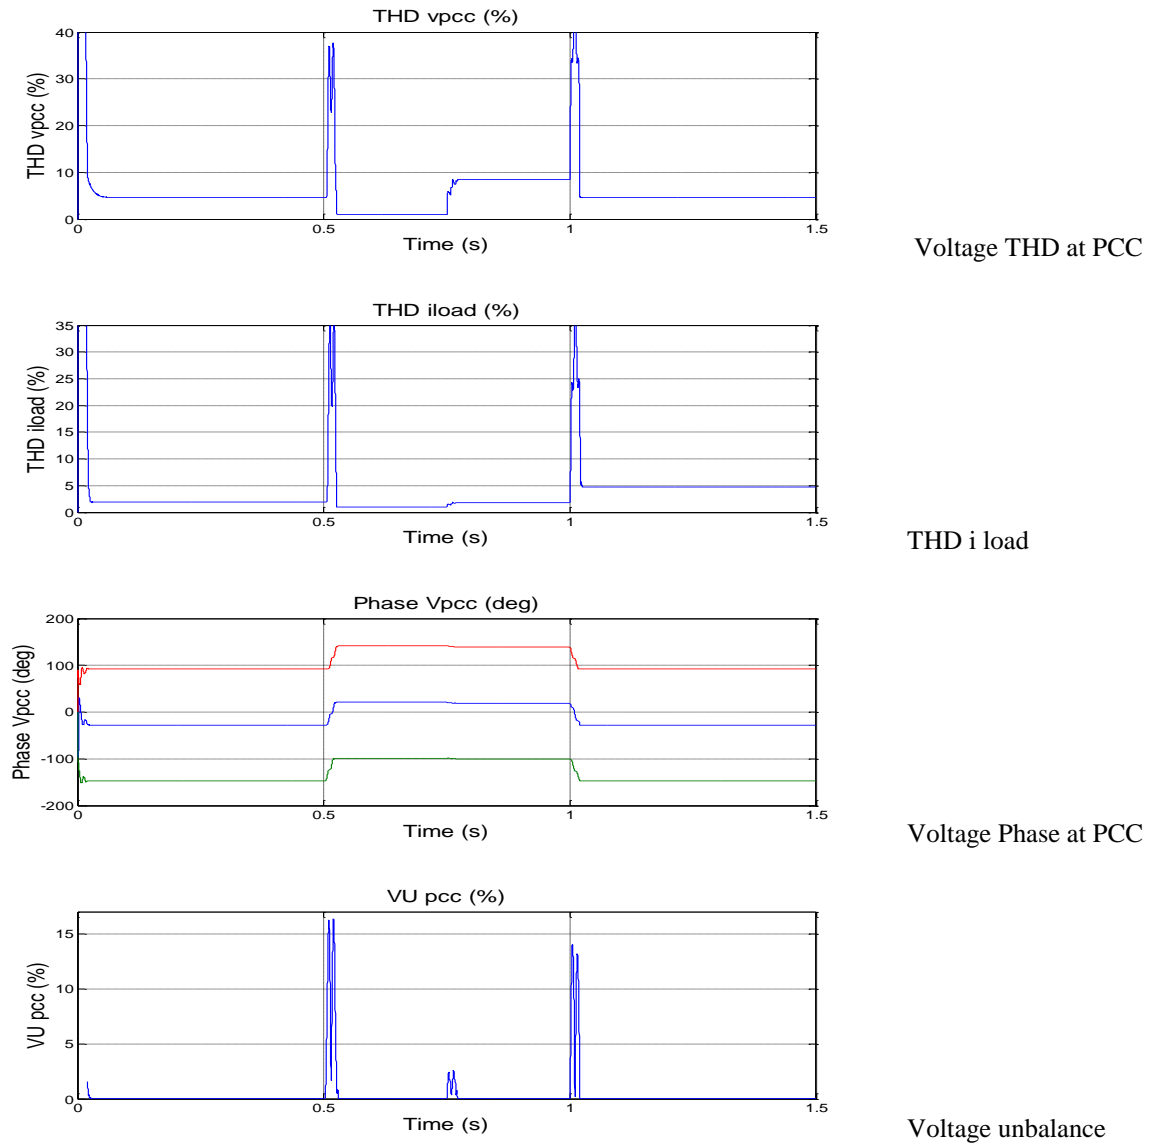 THD vpcc (%)
THD vpcc (%)
40
30
20
10
0
0
0.5
1
1.5
Time (s)
Voltage THD at PCC
THD iload (%)
THD iload (%)
35
30
25
20
15
10
5
0
0
0.5
1
1.5
Time (s)
THD i load
Phase Vpcc (deg)
Phase Vpcc (deg)
200
100
0
-100
-200
0
0.5
1
1.5
Time (s)
Voltage Phase at PCC
VU pcc (%)
VU pcc (%)
15
10
5
0
0
0.5
1
1.5
Time (s)
Voltage unbalance